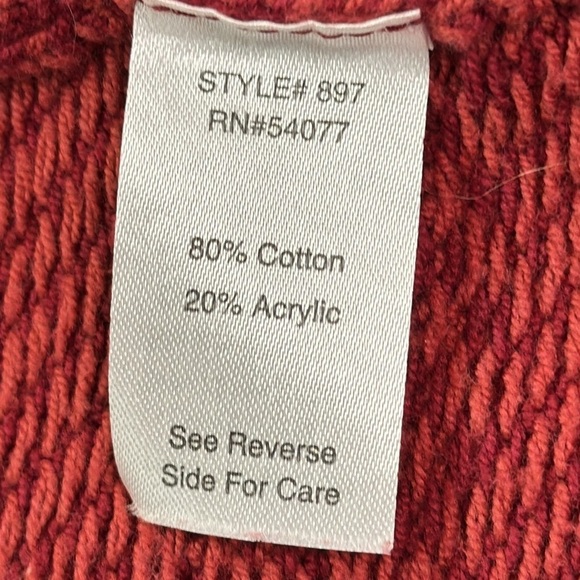 STYLE# 897
RN#54077
80% Cotton
20% Acrylic
See Reverse
Side For Care